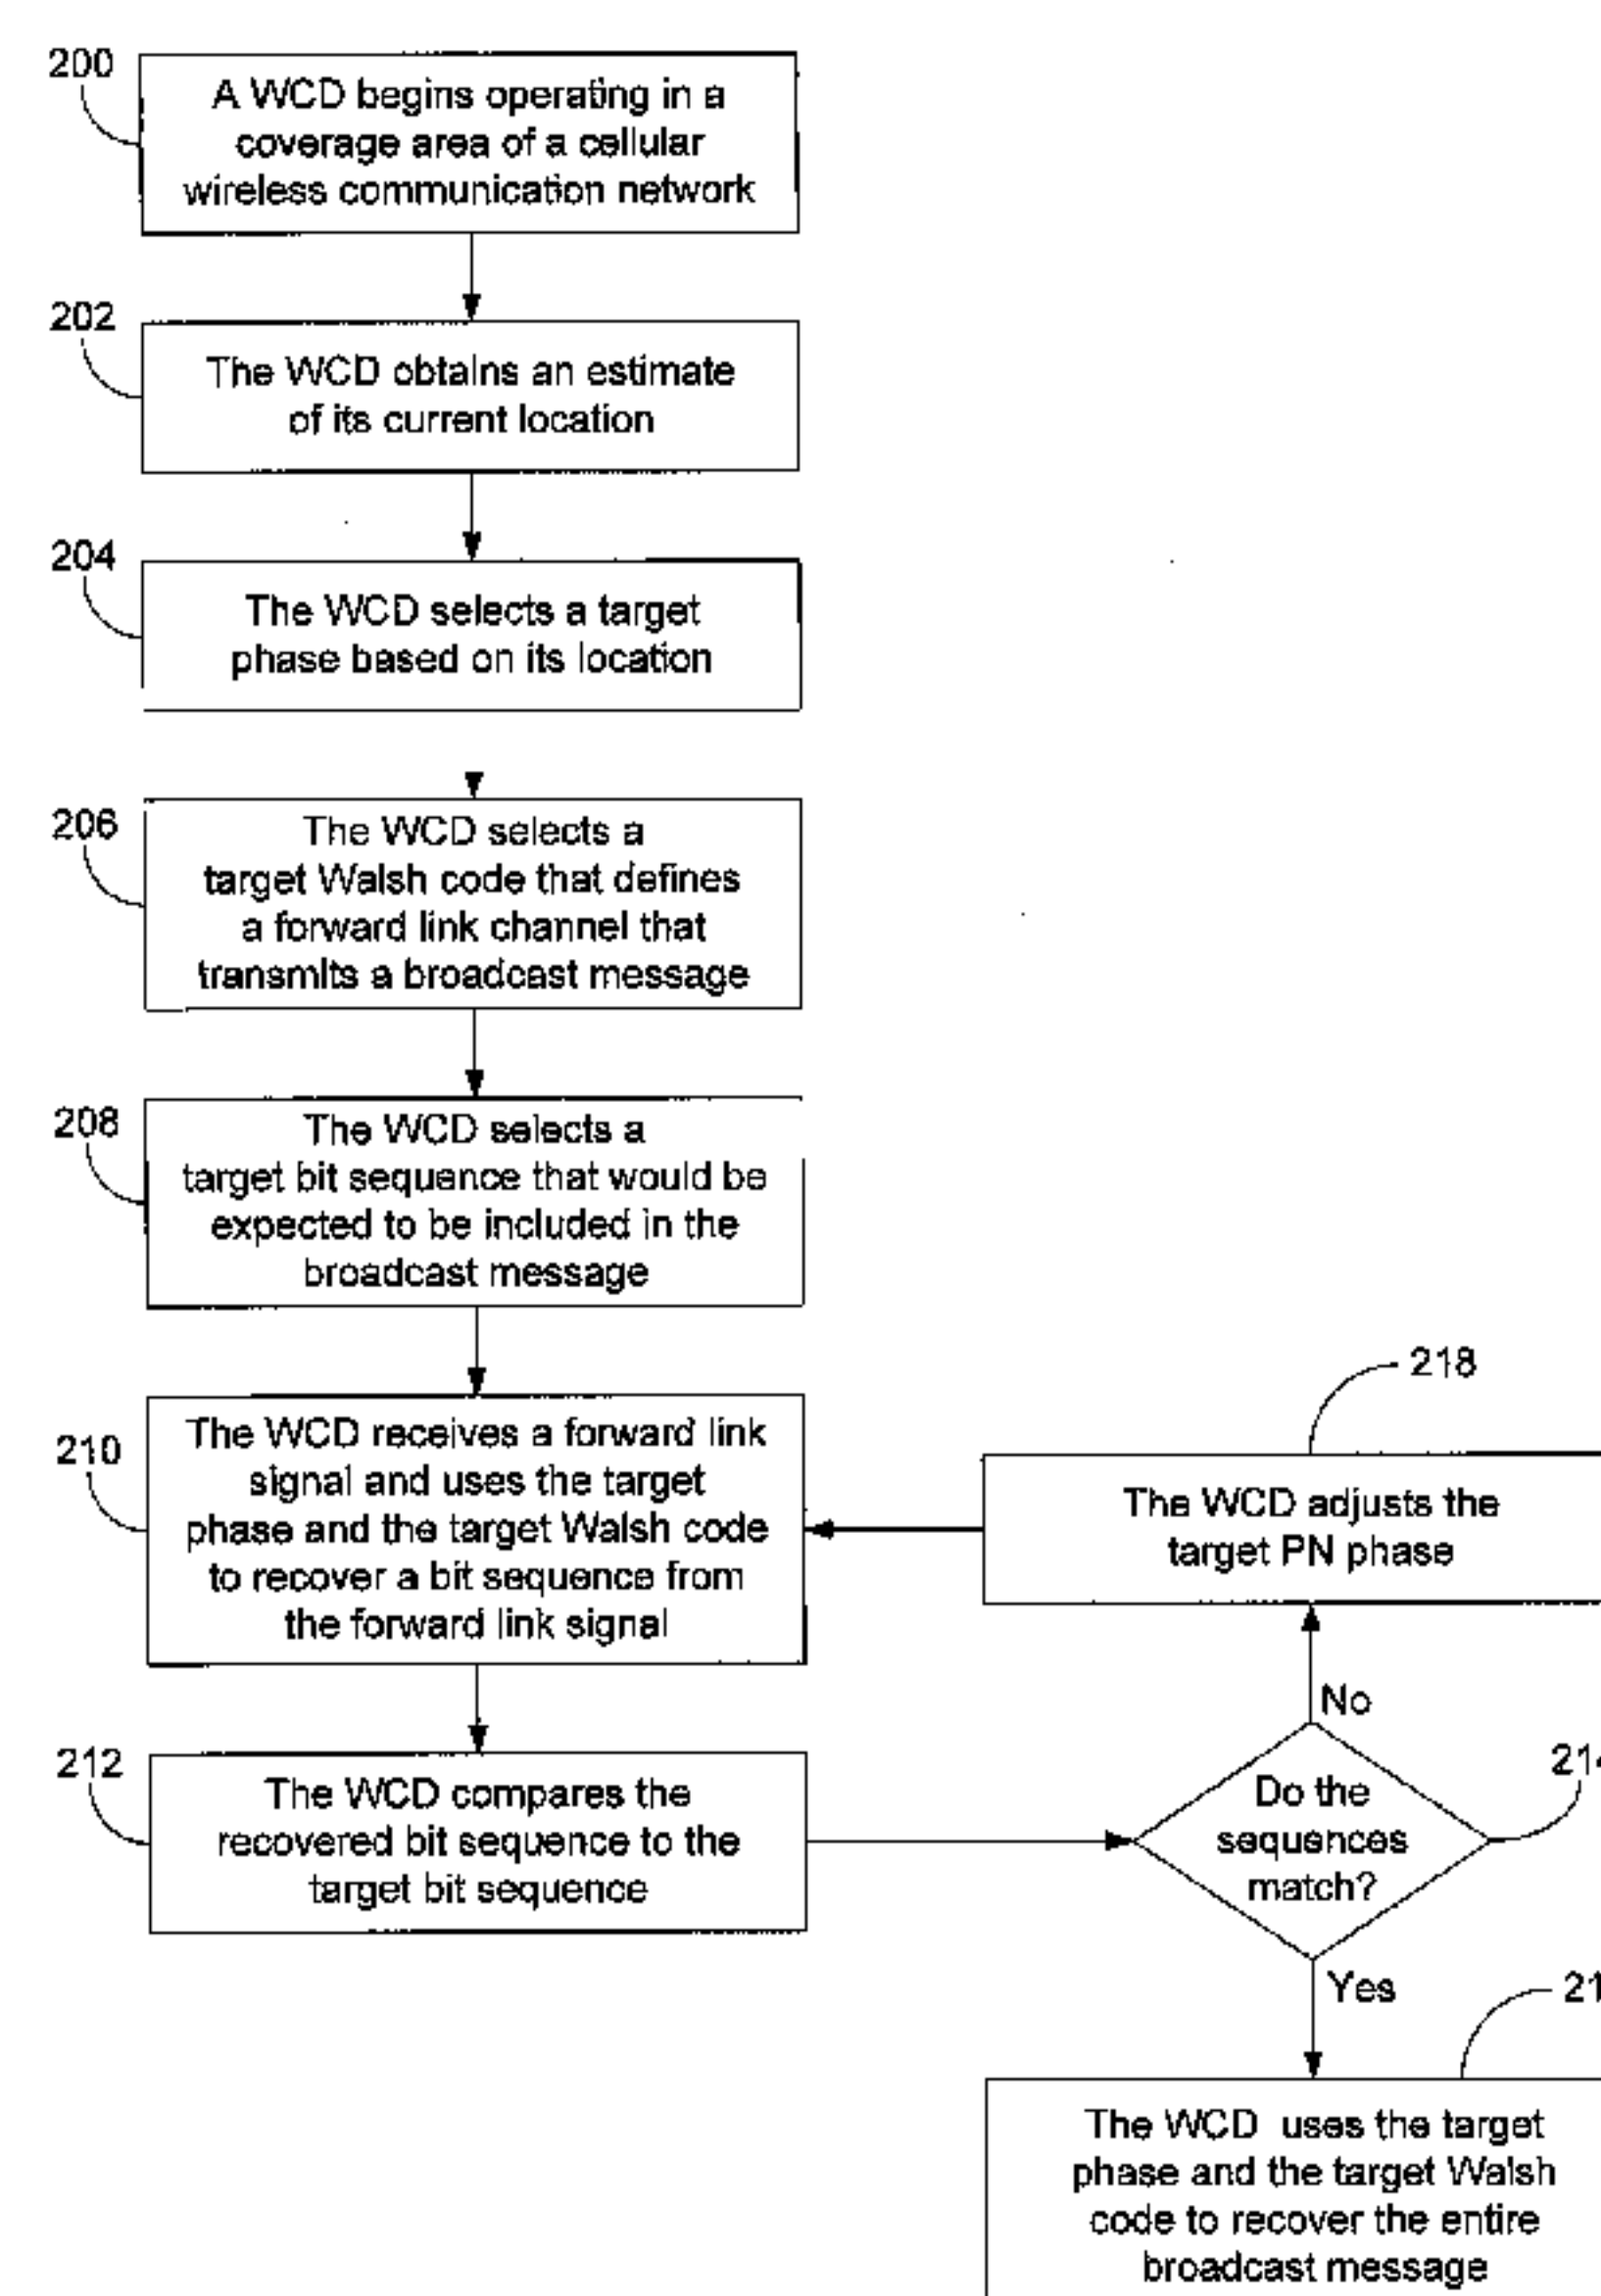 200
A WCD begins operating in a
coverage area of a cellular
wireless communication network
202
The WCD obtains an estimate
of its current location
204
The WCD selects a target
phase based on its location
206
The WCD selects a
target Walsh code that defines
a forward link channel that
transmits a broadcast message
208
The WCD selects a
target bit sequence that would be
expected to be included in the
broadcast message
210
The WCD receives a forward link
signal and uses the target
phase and the target Walsh code
to recover a bit sequence from
the forward link signal
218
The WCD adjusts the
target PN phase
No
212
The WCD compares the
recovered bit sequence to the
target bit sequence
Do the
sequences
match?
Yes
The WCD uses the target
phase and the target Walsh
code to recover the entire
broadcast message